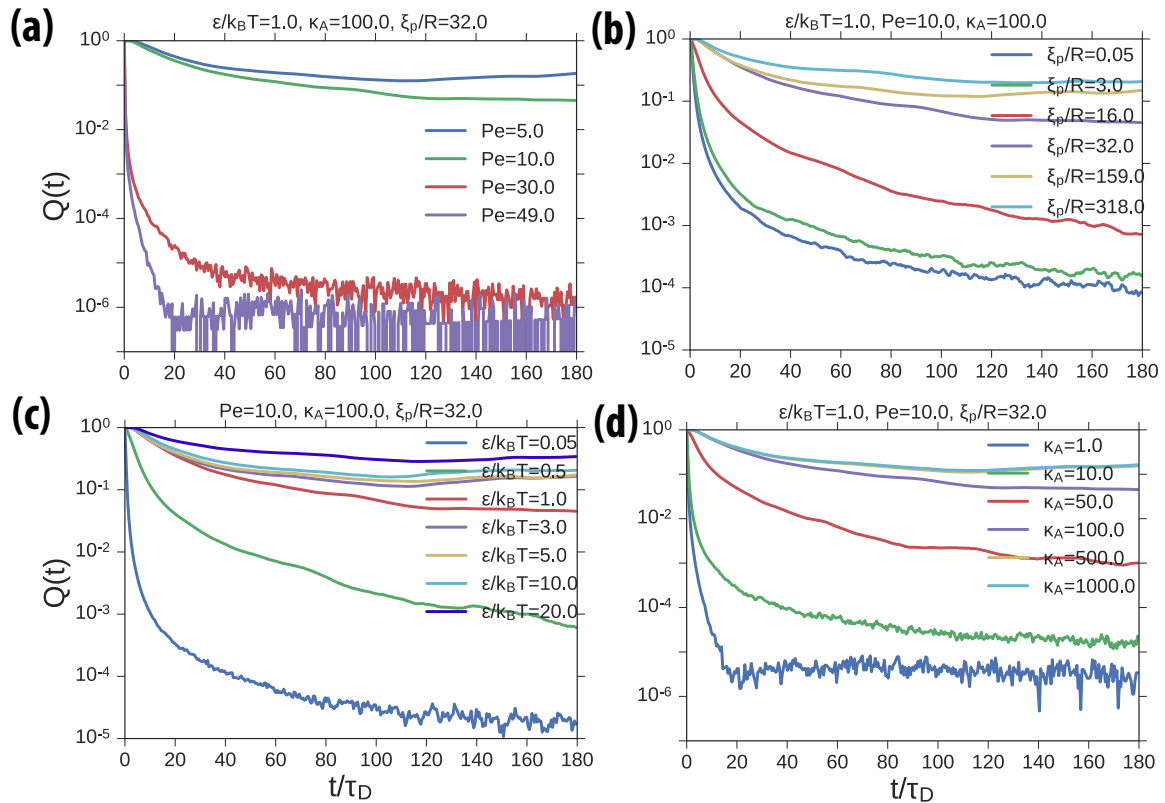 (a)
ε/k_BT=1.0, κ_A=100.0, ξ_p/R=32.0
Q(t)
10^0
10^-2
10^-4
10^-6
Pe=5.0
Pe=10.0
Pe=30.0
Pe=49.0
0 20 40 60 80 100 120 140 160 180
(b)
ε/k_BT=1.0, Pe=10.0, κ_A=100.0
10^0
10^-1
10^-2
10^-3
10^-4
10^-5
ξ_p/R=0.05
ξ_p/R=3.0
ξ_p/R=16.0
ξ_p/R=32.0
ξ_p/R=159.0
ξ_p/R=318.0
0 20 40 60 80 100 120 140 160 180
(c)
Pe=10.0, κ_A=100.0, ξ_p/R=32.0
Q(t)
10^0
10^-1
10^-2
10^-3
10^-4
10^-5
ε/k_BT=0.05
ε/k_BT=0.5
ε/k_BT=1.0
ε/k_BT=3.0
ε/k_BT=5.0
ε/k_BT=10.0
ε/k_BT=20.0
0 20 40 60 80 100 120 140 160 180
t/τ_D
(d)
ε/k_BT=1.0, Pe=10.0, ξ_p/R=32.0
10^0
10^-2
10^-4
10^-6
κ_A=1.0
κ_A=10.0
κ_A=50.0
κ_A=100.0
κ_A=500.0
κ_A=1000.0
0 20 40 60 80 100 120 140 160 180
t/τ_D